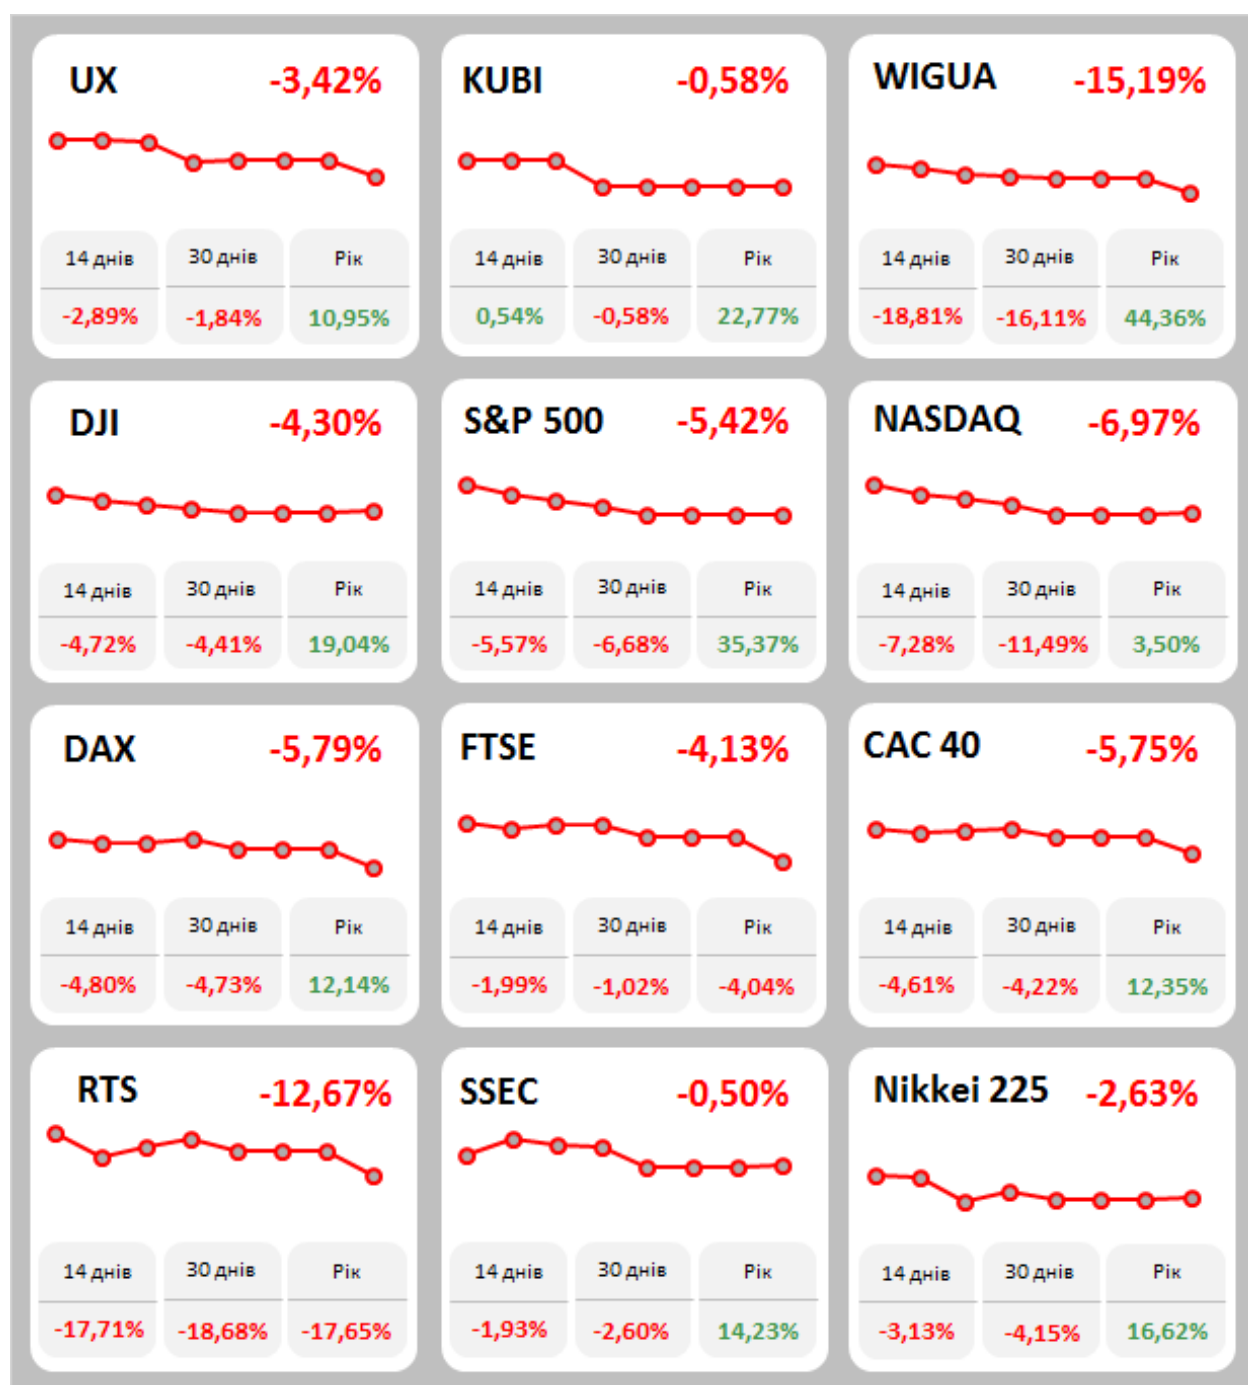 UX -3,42%
14 днів 30 днів Рік
-2,89% -1,84% 10,95%
KUBI -0,58%
14 днів 30 днів Рік
0,54% -0,58% 22,77%
WIGUA -15,19%
14 днів 30 днів Рік
-18,81% -16,11% 44,36%
DJI -4,30%
14 днів 30 днів Рік
-4,72% -4,41% 19,04%
S&P 500 -5,42%
14 днів 30 днів Рік
-5,57% -6,68% 35,37%
NASDAQ -6,97%
14 днів 30 днів Рік
-7,28% -11,49% 3,50%
DAX -5,79%
14 днів 30 днів Рік
-4,80% -4,73% 12,14%
FTSE -4,13%
14 днів 30 днів Рік
-1,99% -1,02% -4,04%
CAC 40 -5,75%
14 днів 30 днів Рік
-4,61% -4,22% 12,35%
RTS -12,67%
14 днів 30 днів Рік
-17,71% -18,68% -17,65%
SSEC -0,50%
14 днів 30 днів Рік
-1,93% -2,60% 14,23%
Nikkei 225 -2,63%
14 днів 30 днів Рік
-3,13% -4,15% 16,62%